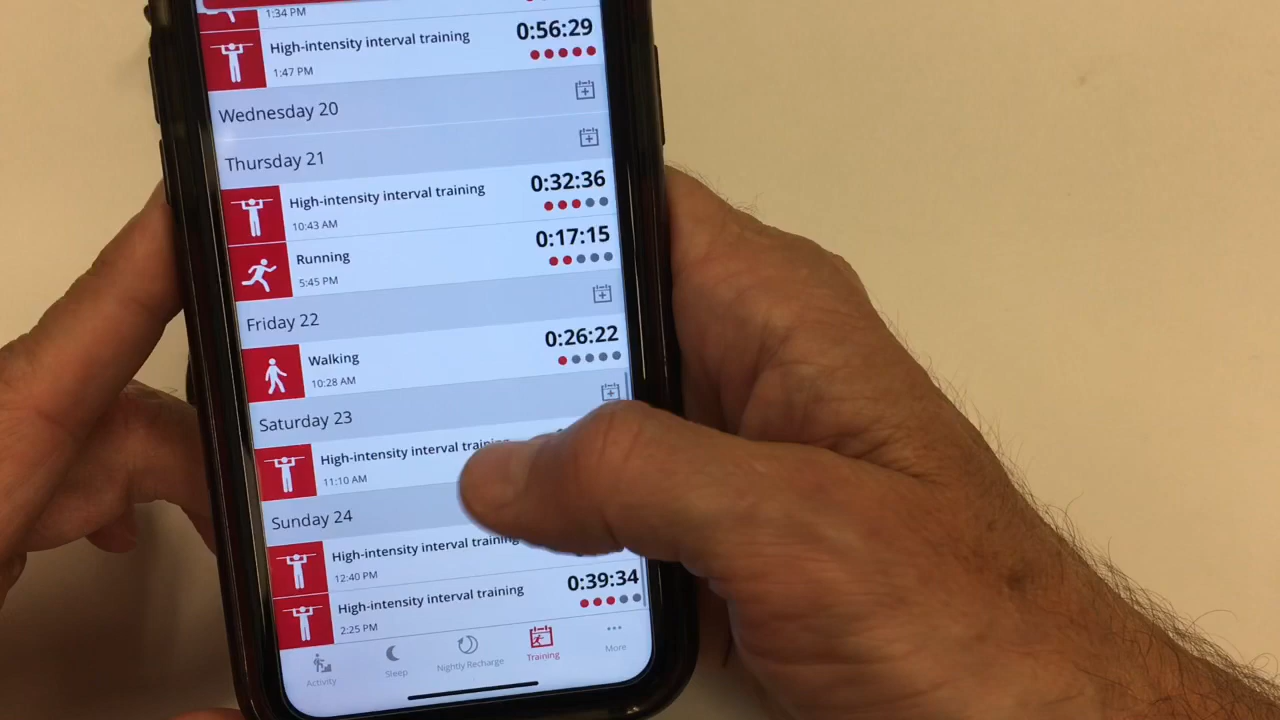 1:34 PM
High-intensity interval training
0:56:29
1:47 PM
Wednesday 20
Thursday 21
High-intensity interval training
0:32:36
10:43 AM
Running
0:17:15
5:45 PM
Friday 22
Walking
0:26:22
10:28 AM
Saturday 23
High-intensity interval training
11:10 AM
Sunday 24
High-intensity interval training
12:40 PM
High-intensity interval training
0:39:34
2:25 PM
Activity
Sleep
Nightly Recharge
Training
More